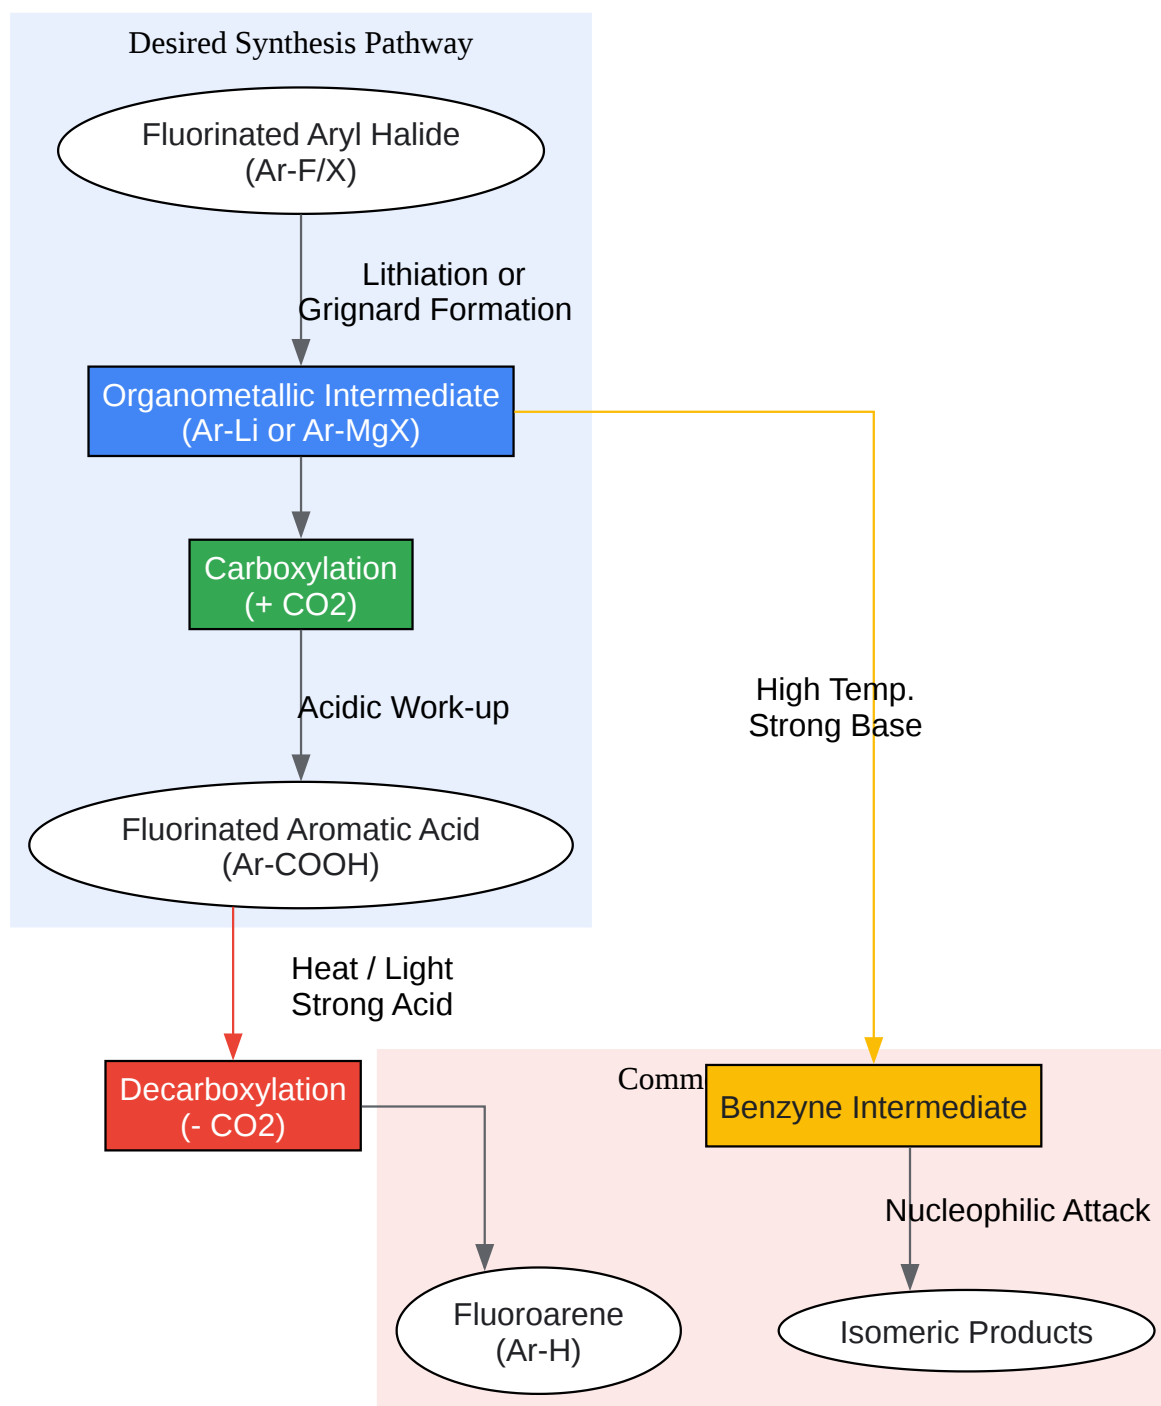 Desired Synthesis Pathway
Fluorinated Aryl Halide
(Ar-F/X)
Lithiation or
Grignard Formation
Organometallic Intermediate
(Ar-Li or Ar-MgX)
Carboxylation
(+ CO2)
High Temp.
Strong Base
Acidic Work-up
Fluorinated Aromatic Acid
(Ar-COOH)
Heat / Light
Strong Acid
Decarboxylation
(- CO2)
Comm
Benzyne Intermediate
Nucleophilic Attack
Fluoroarene
(Ar-H)
Isomeric Products